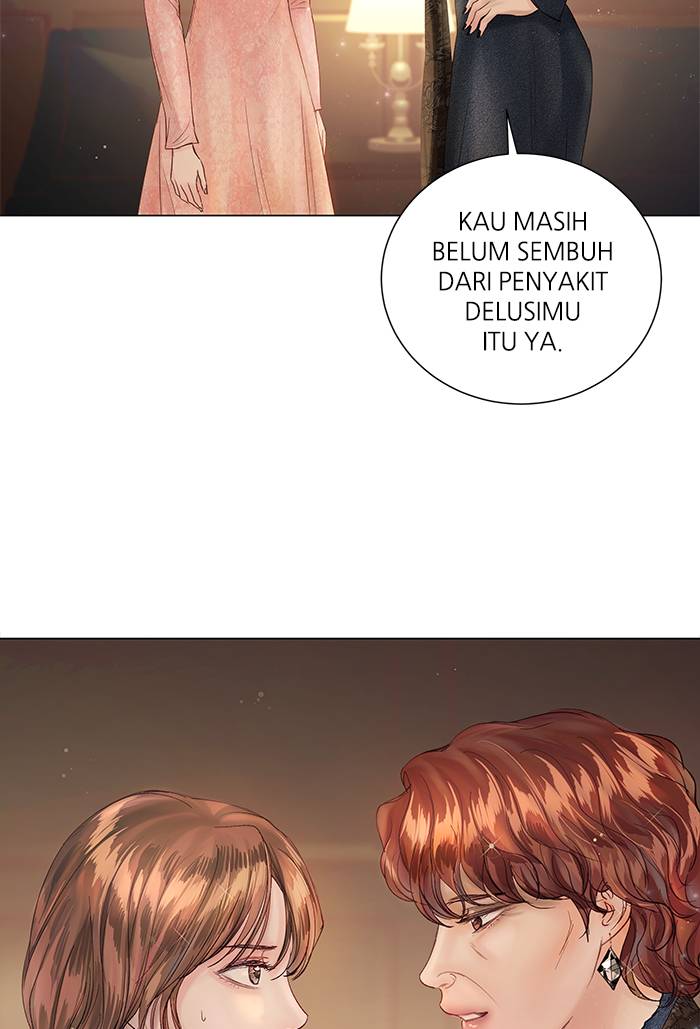 KAU MASIH
BELUM SEMBUH
DARI PENYAKIT
DELUSIMU
ITU YA.